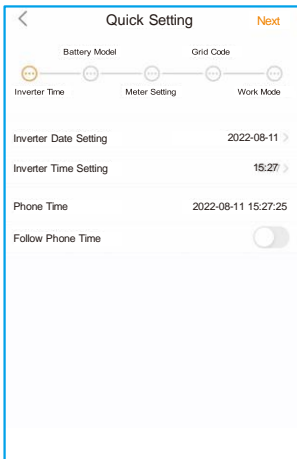 Quick Setting Next
Battery Model Grid Code
Inverter Time Meter Setting Work Mode
Inverter Date Setting 2022-08-11
Inverter Time Setting 15:27
Phone Time 2022-08-11 15:27:25
Follow Phone Time